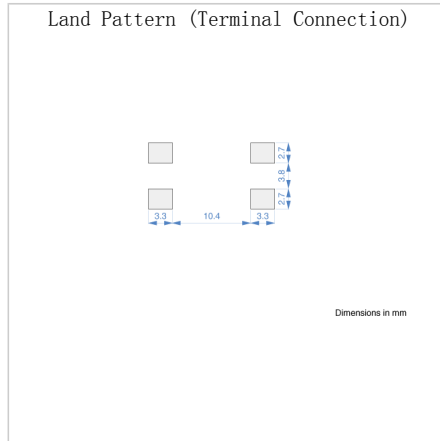 Land Pattern (Terminal Connection)
2.7
3.8
2.7
3.3 10.4 3.3
Dimensions in mm